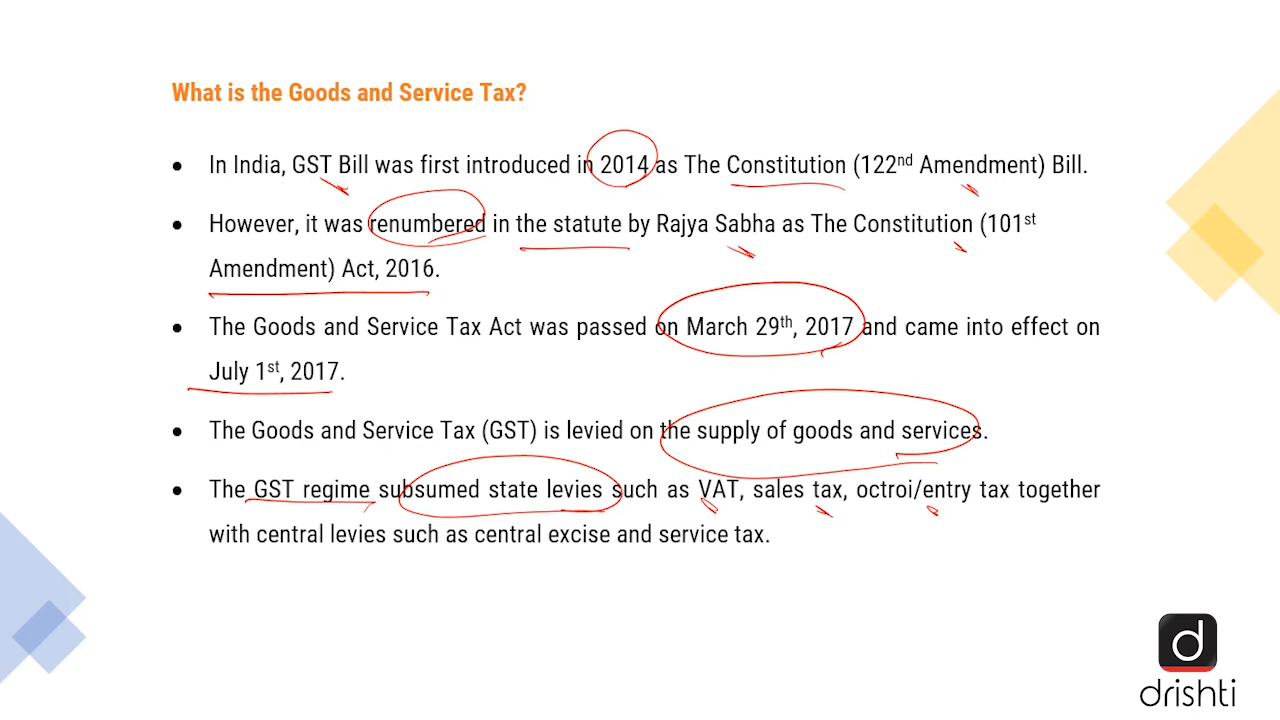 What is the Goods and Service Tax?
• In India, GST Bill was first introduced in 2014 as The Constitution (122nd Amendment) Bill.
• However, it was renumbered in the statute by Rajya Sabha as The Constitution (101st
Amendment) Act, 2016.
• The Goods and Service Tax Act was passed on March 29th, 2017 and came into effect on
July 1st, 2017.
• The Goods and Service Tax (GST) is levied on the supply of goods and services.
• The GST regime subsumed state levies such as VAT, sales tax, octroi/entry tax together
with central levies such as central excise and service tax.
d
drishti